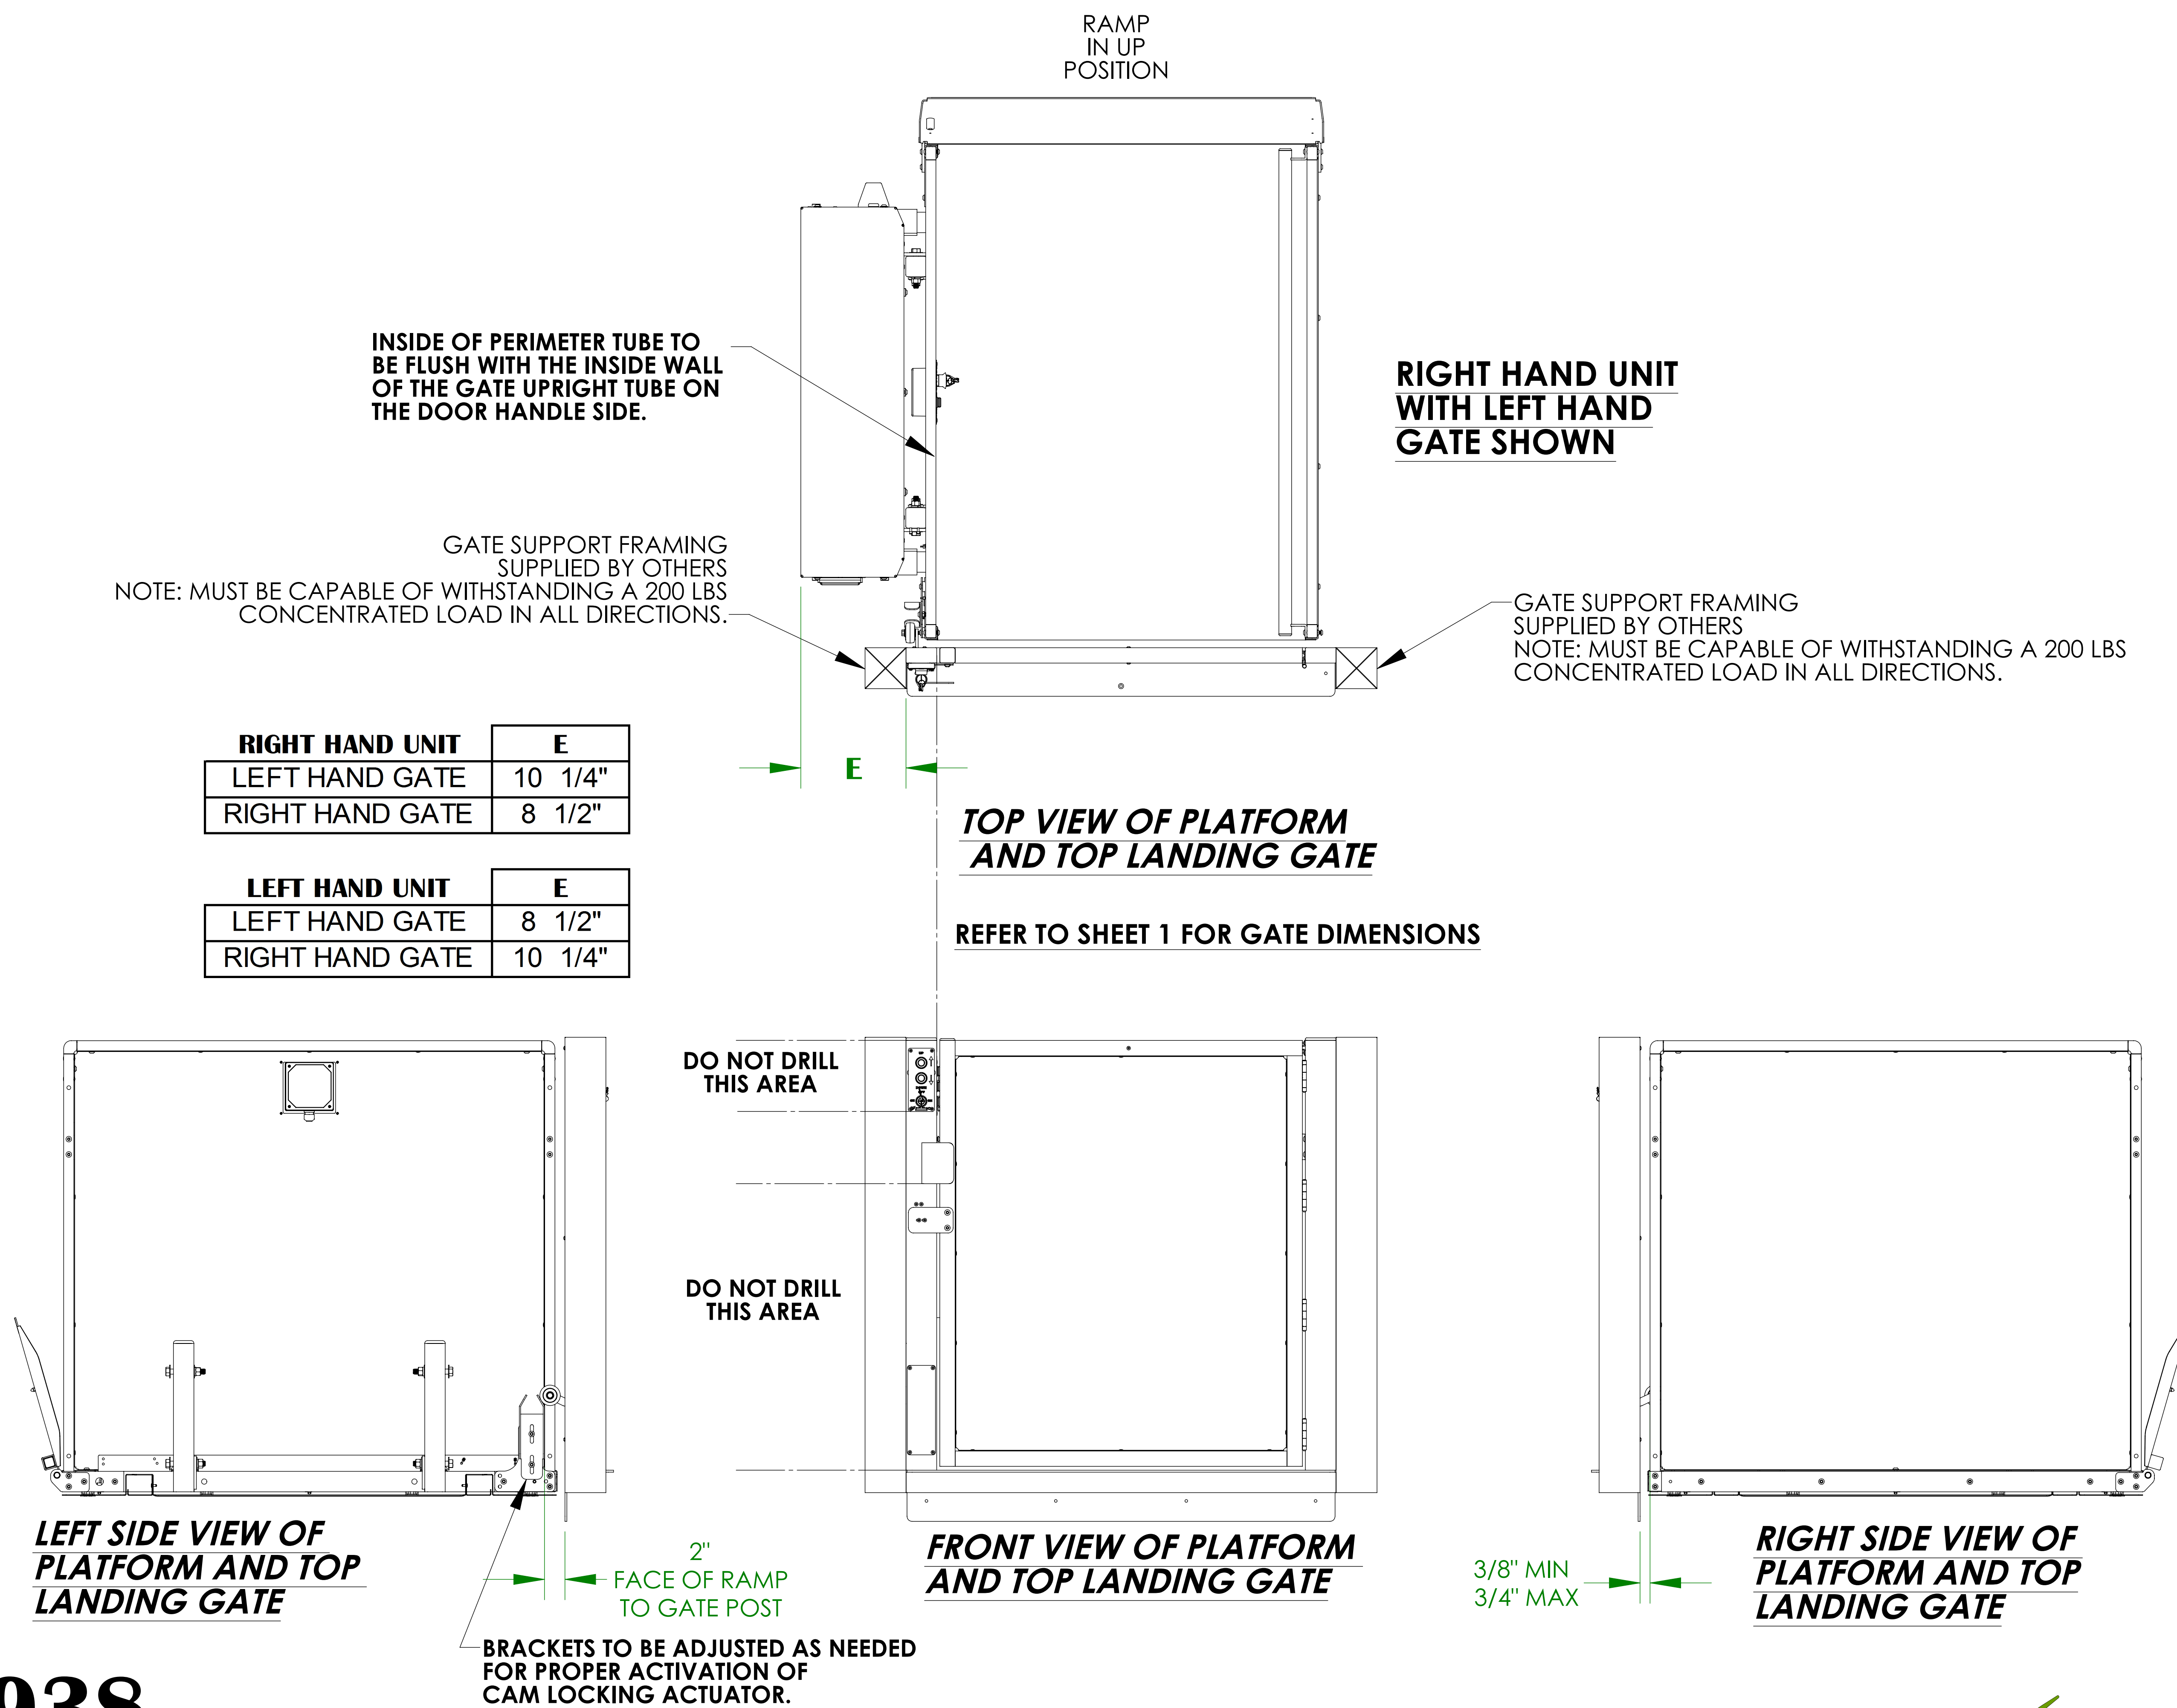 RAMP
IN UP
POSITION
INSIDE OF PERIMETER TUBE TO
BE FLUSH WITH THE INSIDE WALL
OF THE GATE UPRIGHT TUBE ON
THE DOOR HANDLE SIDE.
RIGHT HAND UNIT
WITH LEFT HAND
GATE SHOWN
GATE SUPPORT FRAMING
SUPPLIED BY OTHERS
NOTE: MUST BE CAPABLE OF WITHSTANDING A 200 LBS
CONCENTRATED LOAD IN ALL DIRECTIONS.
GATE SUPPORT FRAMING
SUPPLIED BY OTHERS
NOTE: MUST BE CAPABLE OF WITHSTANDING A 200 LBS
CONCENTRATED LOAD IN ALL DIRECTIONS.
RIGHT HAND UNIT E
LEFT HAND GATE 10 1/4"
RIGHT HAND GATE 8 1/2"
E
TOP VIEW OF PLATFORM
AND TOP LANDING GATE
LEFT HAND UNIT E
LEFT HAND GATE 8 1/2"
RIGHT HAND GATE 10 1/4"
REFER TO SHEET 1 FOR GATE DIMENSIONS
DO NOT DRILL
THIS AREA
DO NOT DRILL
THIS AREA
LEFT SIDE VIEW OF
PLATFORM AND TOP
LANDING GATE
2"
FACE OF RAMP
TO GATE POST
FRONT VIEW OF PLATFORM
AND TOP LANDING GATE
3/8" MIN
3/4" MAX
RIGHT SIDE VIEW OF
PLATFORM AND TOP
LANDING GATE
BRACKETS TO BE ADJUSTED AS NEEDED
FOR PROPER ACTIVATION OF
CAM LOCKING ACTUATOR.